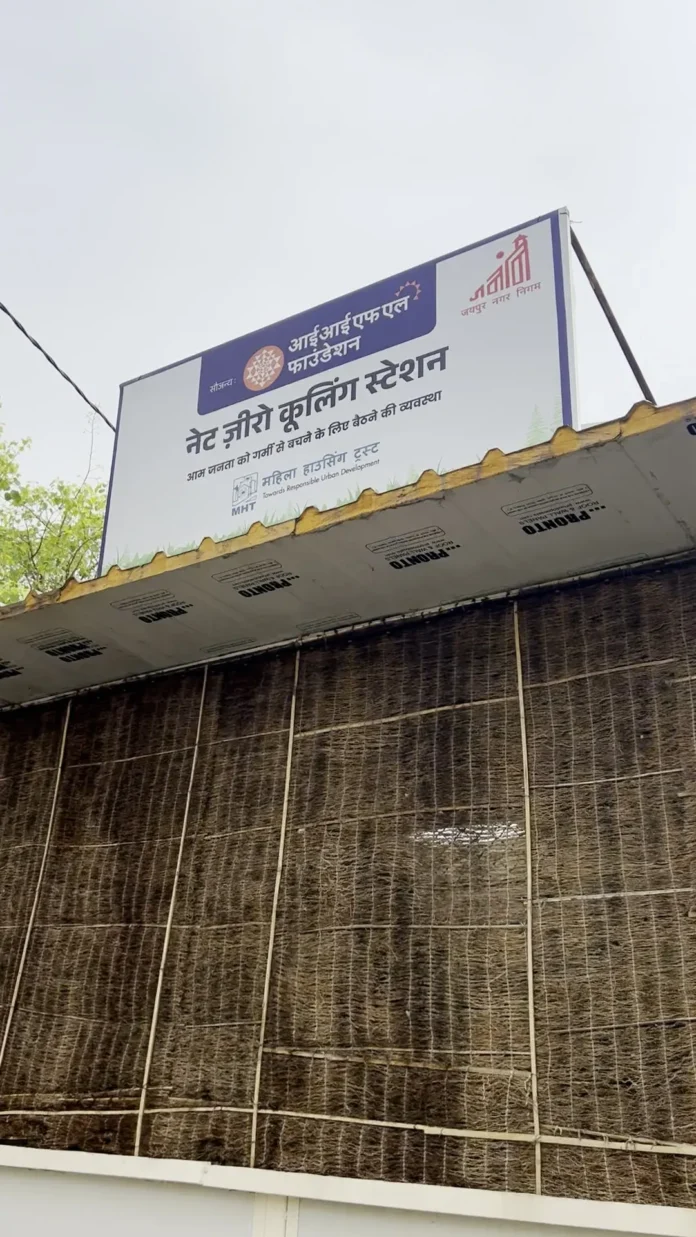 सौजन्य:
आईआईएफएल
फाउंडेशन
जयपुर नगर निगम
नेट ज़ीरो कूलिंग स्टेशन
आम जनता को गर्मी से बचने के लिए बैठने की व्यवस्था
MHT
महिला हाउसिंग ट्रस्ट
Towards Responsible Urban Development
PRONTO
PRONTO
PRONTO
PRONTO
PRONTO